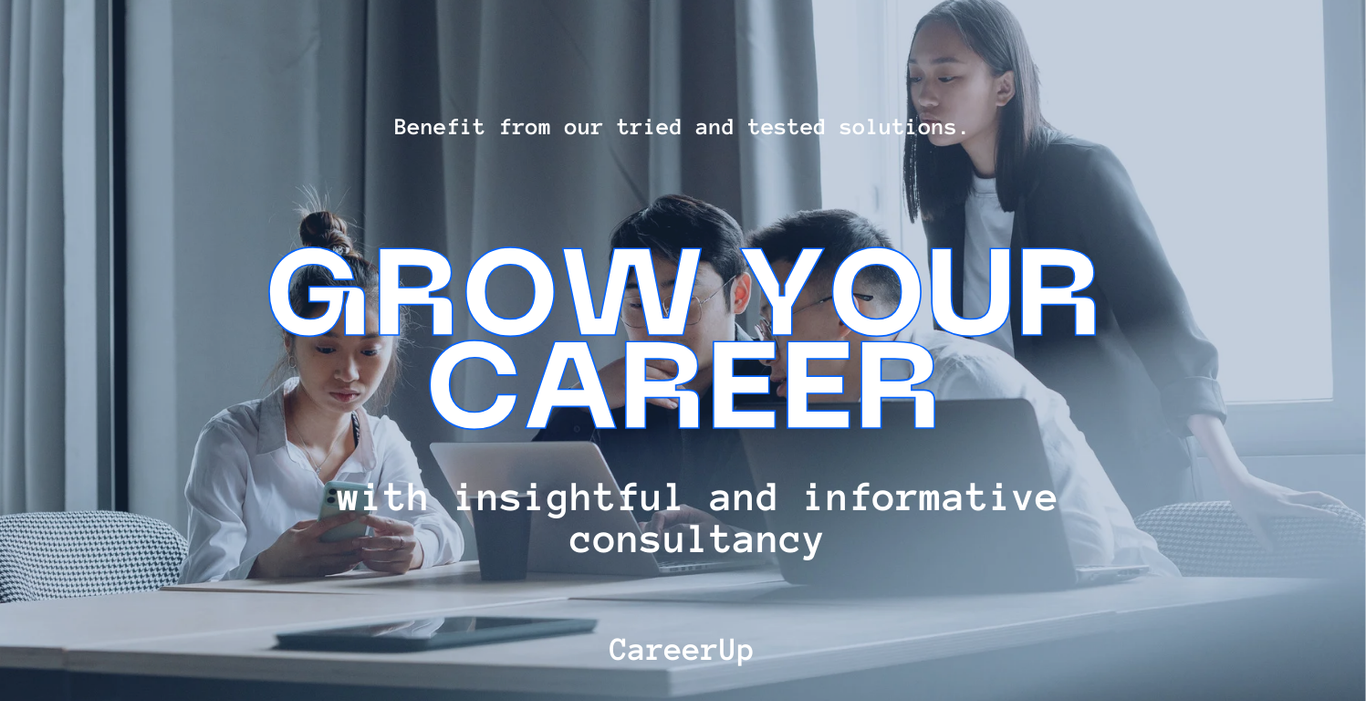 Benefit from our tried and tested solutions.
GROW YOUR
CAREER
with insightful and informative
consultancy
CareerUp